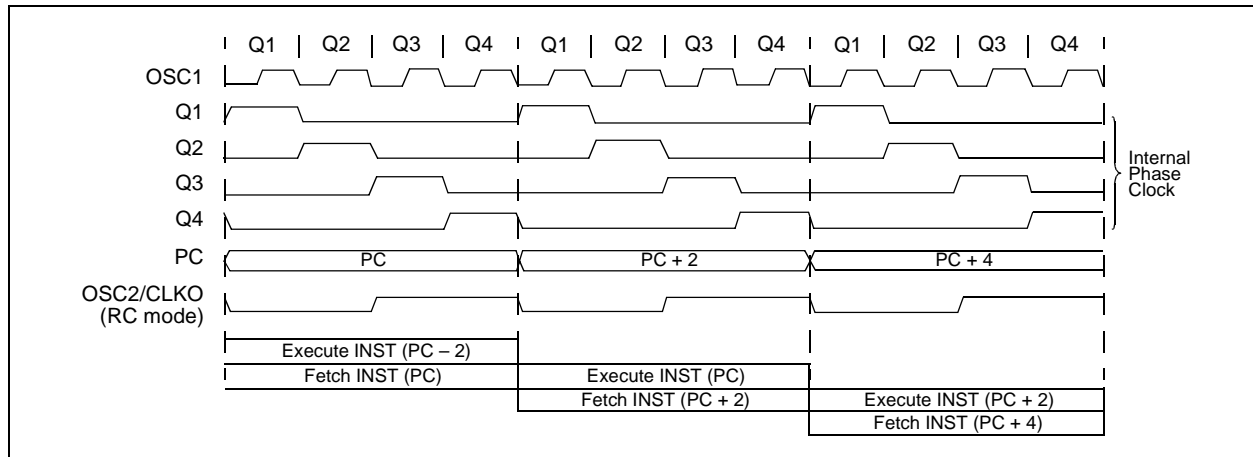 Q1 Q2 Q3 Q4 Q1 Q2 Q3 Q4 Q1 Q2 Q3 Q4
OSC1
Q1
Q2
Q3
Q4
Internal
Phase
Clock
PC PC PC + 2 PC + 4
OSC2/CLKO
(RC mode)
Execute INST (PC – 2)
Fetch INST (PC) Execute INST (PC)
Fetch INST (PC + 2) Execute INST (PC + 2)
Fetch INST (PC + 4)